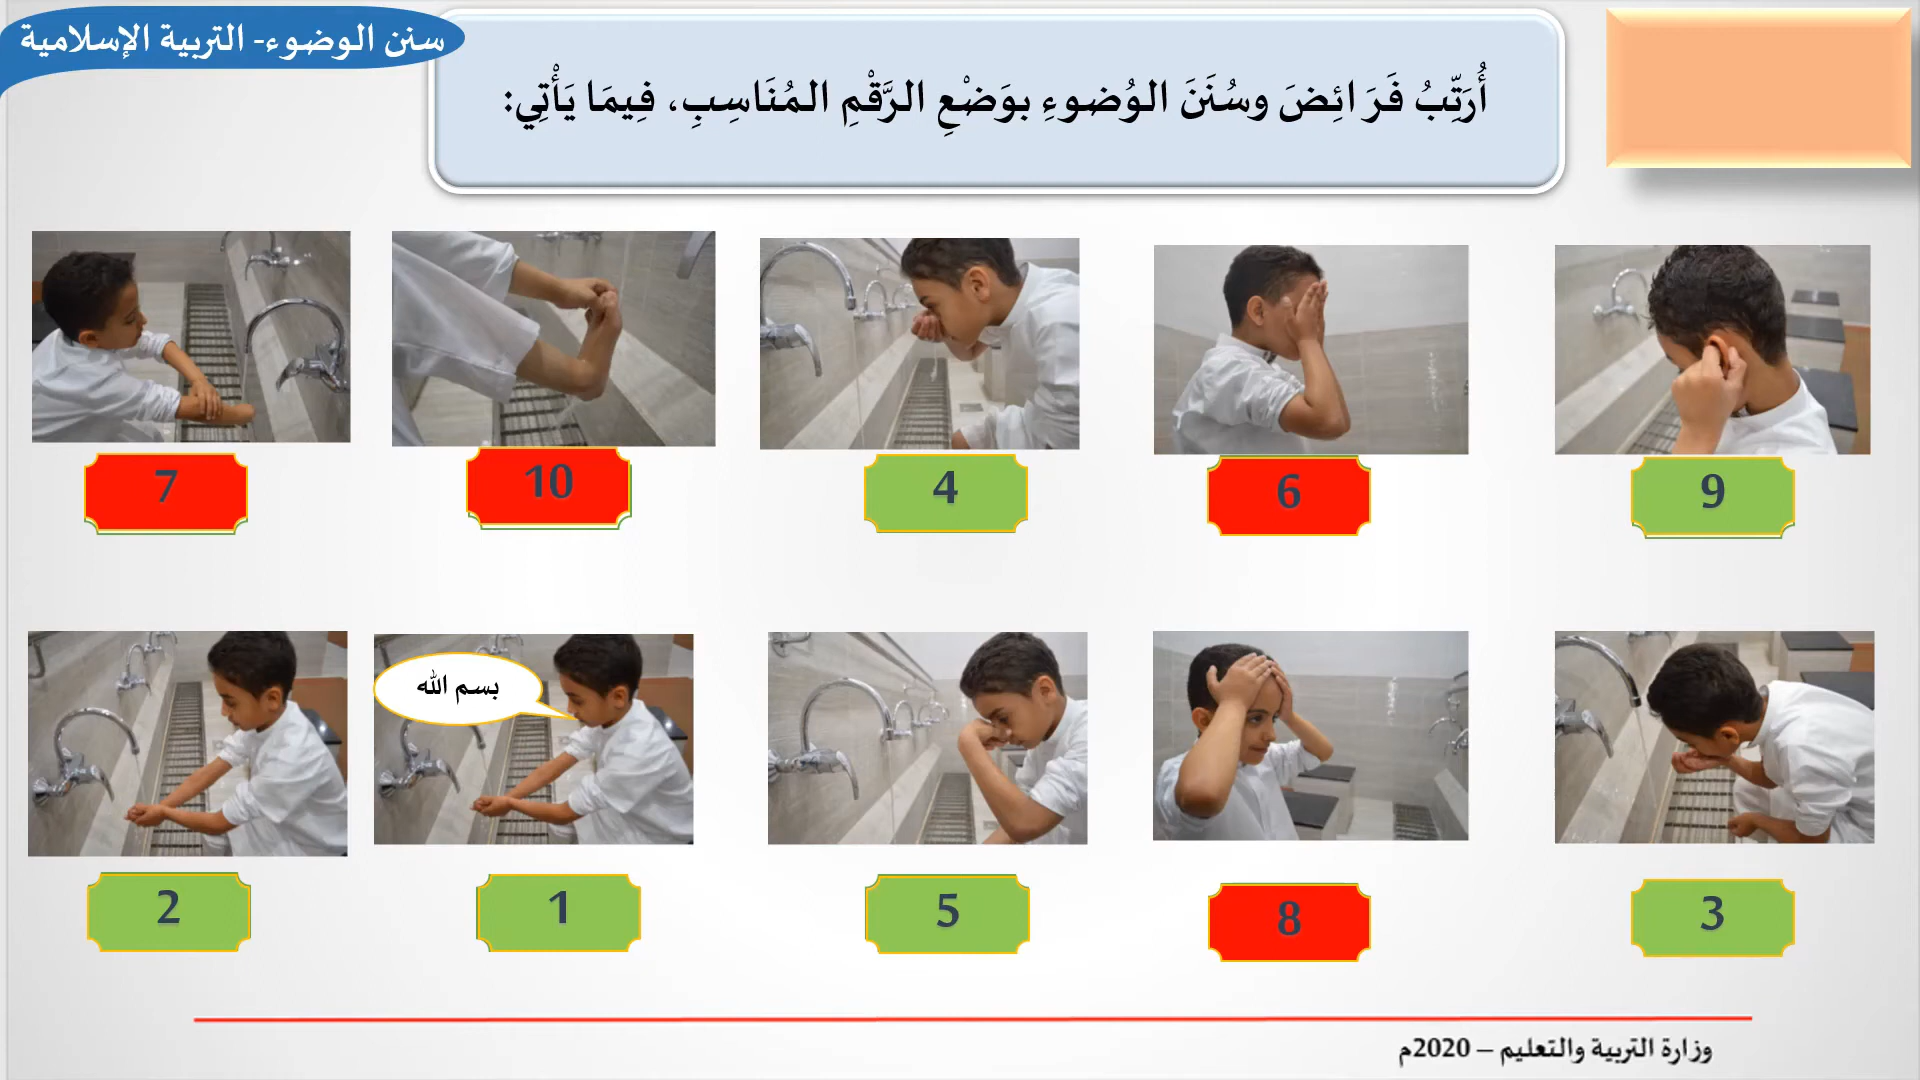 سنن الوضوء- التربية الإسلامية
أُرَتِّبُ فَرَائِضَ وسُنَنَ الوُضوءِ بوَضْعِ الرَّقْمِ المُنَاسِبِ، فِيمَا يَأْتِي:
9
6
4
10
7
بسم الله
3
8
5
1
2
وزارة التربية والتعليم – 2020م